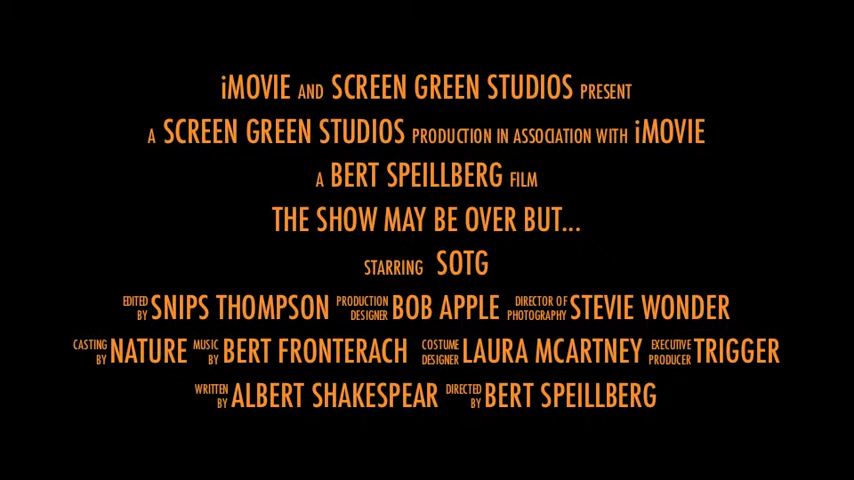 iMOVIE AND SCREEN GREEN STUDIOS PRESENT
A SCREEN GREEN STUDIOS PRODUCTION IN ASSOCIATION WITH iMOVIE
A BERT SPEILLBERG FILM
THE SHOW MAY BE OVER BUT...
STARRING SOTG
EDITED BY SNIPS THOMPSON PRODUCTION DESIGNER BOB APPLE DIRECTOR OF PHOTOGRAPHY STEVIE WONDER
CASTING BY NATURE MUSIC BY BERT FRONTERACH COSTUME DESIGNER LAURA MCARTNEY EXECUTIVE PRODUCER TRIGGER
WRITTEN BY ALBERT SHAKESPEAR DIRECTED BY BERT SPEILLBERG